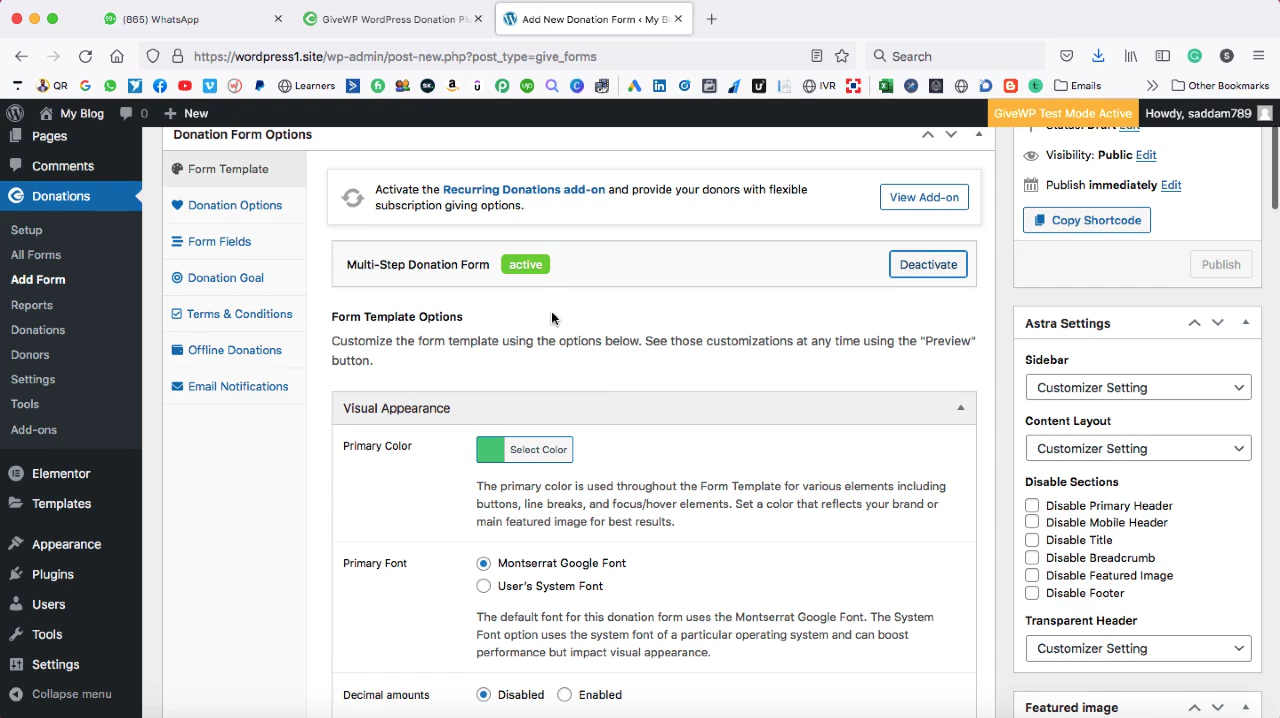 (865) WhatsApp
GiveWP WordPress Donation Plu
Add New Donation Form ‹ My B
https://wordpress1.site/wp-admin/post-new.php?post_type=give_forms
Search
QR
Learners
IVR
Emails
Other Bookmarks
My Blog
0
New
GiveWP Test Mode Active
Howdy, saddam789
Pages
Comments
Donations
Setup
All Forms
Add Form
Reports
Donations
Donors
Settings
Tools
Add-ons
Elementor
Templates
Appearance
Plugins
Users
Tools
Settings
Collapse menu
Donation Form Options
Form Template
Donation Options
Form Fields
Donation Goal
Terms & Conditions
Offline Donations
Email Notifications
Activate the Recurring Donations add-on and provide your donors with flexible
subscription giving options.
View Add-on
Multi-Step Donation Form
active
Deactivate
Form Template Options
Customize the form template using the options below. See those customizations at any time using the "Preview"
button.
Visual Appearance
Primary Color
Select Color
The primary color is used throughout the Form Template for various elements including
buttons, line breaks, and focus/hover elements. Set a color that reflects your brand or
main featured image for best results.
Primary Font
Montserrat Google Font
User's System Font
The default font for this donation form uses the Montserrat Google Font. The System
Font option uses the system font of a particular operating system and can boost
performance but impact visual appearance.
Decimal amounts
Disabled
Enabled
Status: Draft Edit
Visibility: Public Edit
Publish immediately Edit
Copy Shortcode
Publish
Astra Settings
Sidebar
Customizer Setting
Content Layout
Customizer Setting
Disable Sections
Disable Primary Header
Disable Mobile Header
Disable Title
Disable Breadcrumb
Disable Featured Image
Disable Footer
Transparent Header
Customizer Setting
Featured image